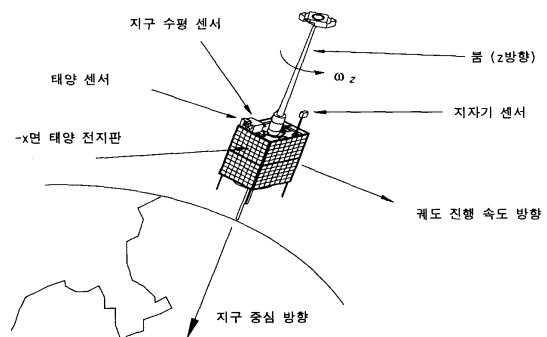 지구 수평 센서
붐 (z방향)
ω z
태양 센서
지자기 센서
-x면 태양 전지판
궤도 진행 속도 방향
지구 중심 방향